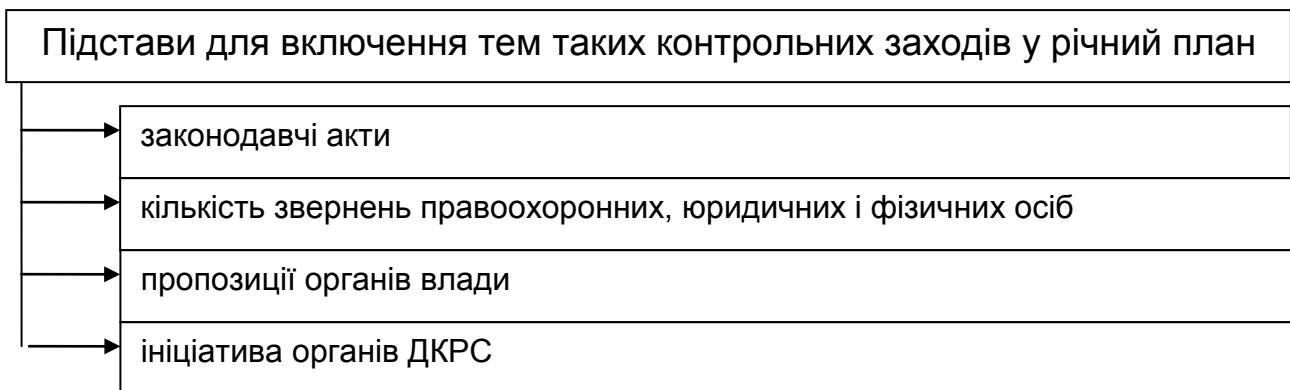 Підстави для включення тем таких контрольних заходів у річний план
законодавчі акти
кількість звернень правоохоронних, юридичних і фізичних осіб
пропозиції органів влади
ініціатива органів ДКРС